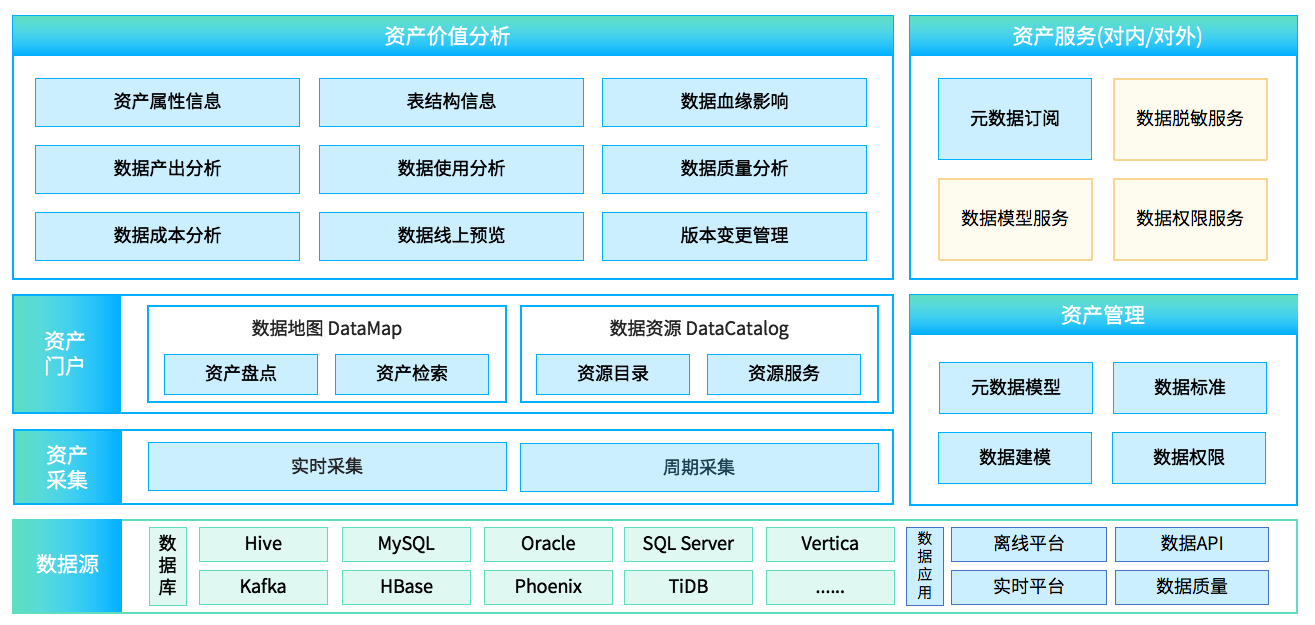 资产价值分析
资产属性信息
表结构信息
数据血缘影响
数据产出分析
数据使用分析
数据质量分析
数据成本分析
数据线上预览
版本变更管理
资产服务(对内/对外)
元数据订阅
数据脱敏服务
数据模型服务
数据权限服务
资产
门户
数据地图 DataMap
资产盘点
资产检索
数据资源 DataCatalog
资源目录
资源服务
资产管理
元数据模型
数据标准
数据建模
数据权限
资产
采集
实时采集
周期采集
数据源
数
据
库
Hive
MySQL
Oracle
SQL Server
Vertica
Kafka
HBase
Phoenix
TiDB
......
数
据
应
用
离线平台
数据API
实时平台
数据质量